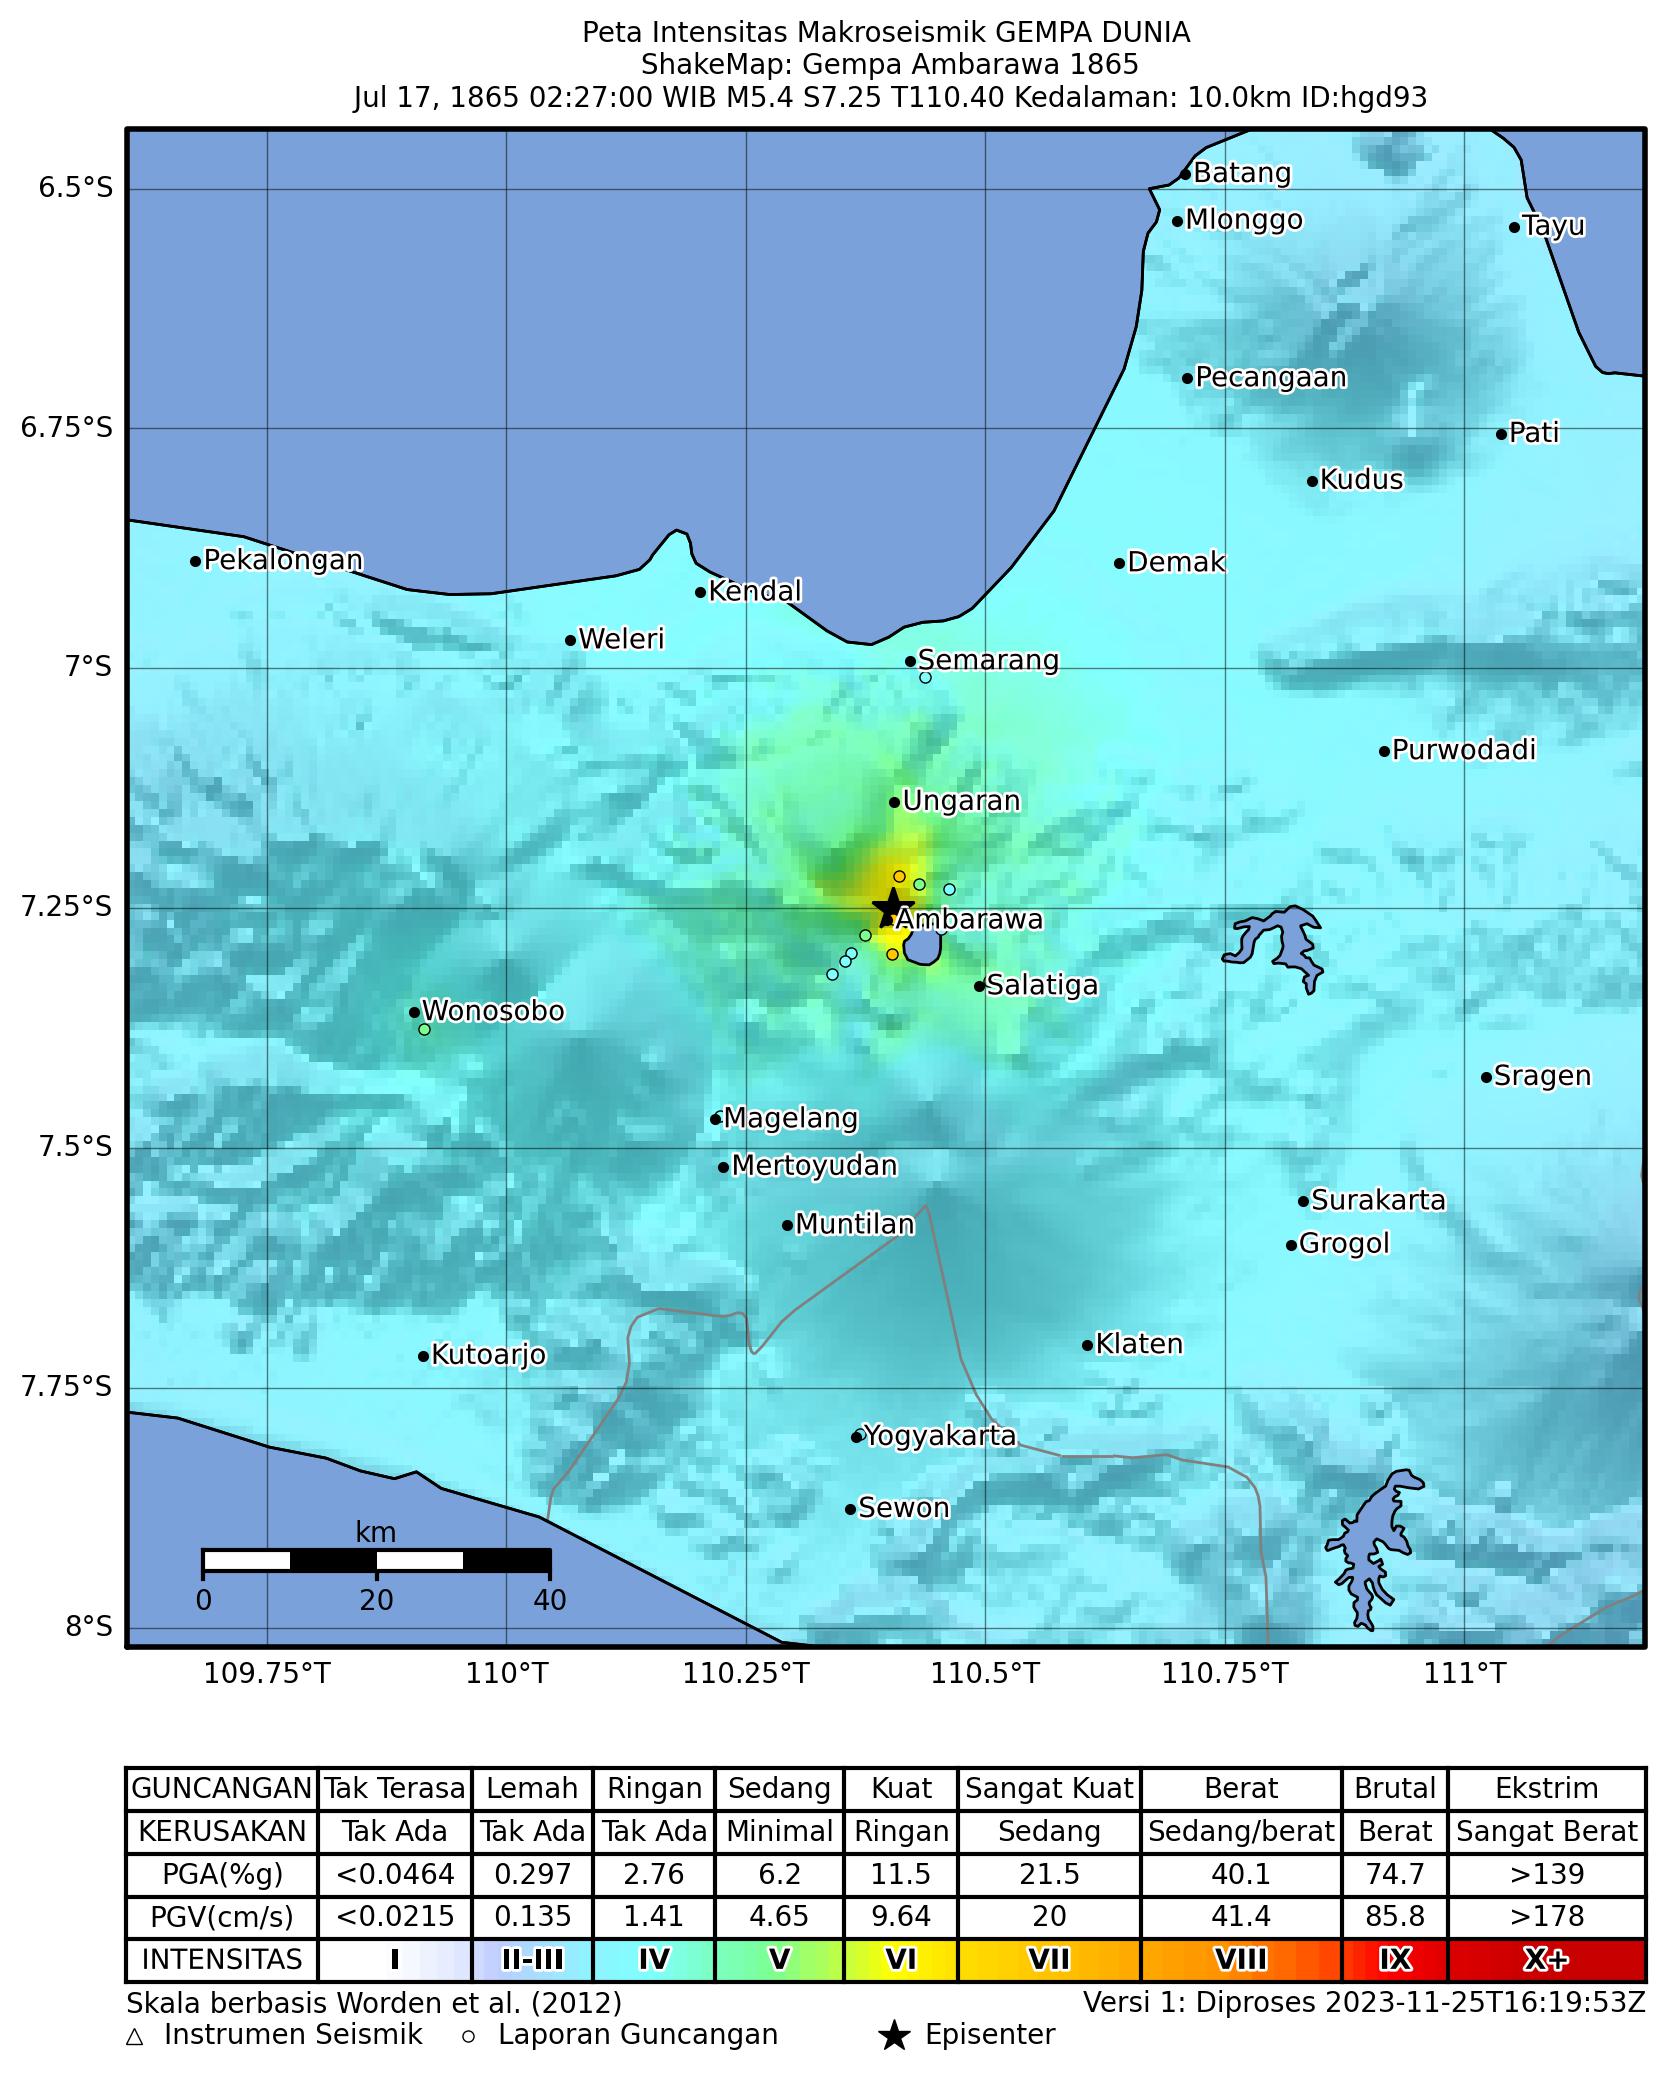 Peta Intensitas Makroseismik GEMPA DUNIA
ShakeMap: Gempa Ambarawa 1865
Jul 17, 1865 02:27:00 WIB M5.4 S7.25 T110.40 Kedalaman: 10.0km ID:hgd93
Batang
6.5°S
Mlonggo
Tayu
Pecangaan
6.75°S
Pati
Kudus
Pekalongan
Demak
Kendal
Weleri
7°S
Semarang
Purwodadi
Ungaran
7.25°S
Ambarawa
Salatiga
Wonosobo
Sragen
Magelang
7.5°S
Mertoyudan
Surakarta
Muntilan
Grogol
Klaten
Kutoarjo
7.75°S
Yogyakarta
Sewon
km
0 20 40
8°S
109.75°T 110°T 110.25°T 110.5°T 110.75°T 111°T
GUNCANGAN Tak Terasa Lemah Ringan Sedang Kuat Sangat Kuat Berat Brutal Ekstrim
KERUSAKAN Tak Ada Tak Ada Tak Ada Minimal Ringan Sedang Sedang/berat Berat Sangat Berat
PGA(%g) <0.0464 0.297 2.76 6.2 11.5 21.5 40.1 74.7 >139
PGV(cm/s) <0.0215 0.135 1.41 4.65 9.64 20 41.4 85.8 >178
INTENSITAS I II-III IV V VI VII VIII IX X+
Skala berbasis Worden et al. (2012) Versi 1: Diproses 2023-11-25T16:19:53Z
Instrumen Seismik Laporan Guncangan Episenter